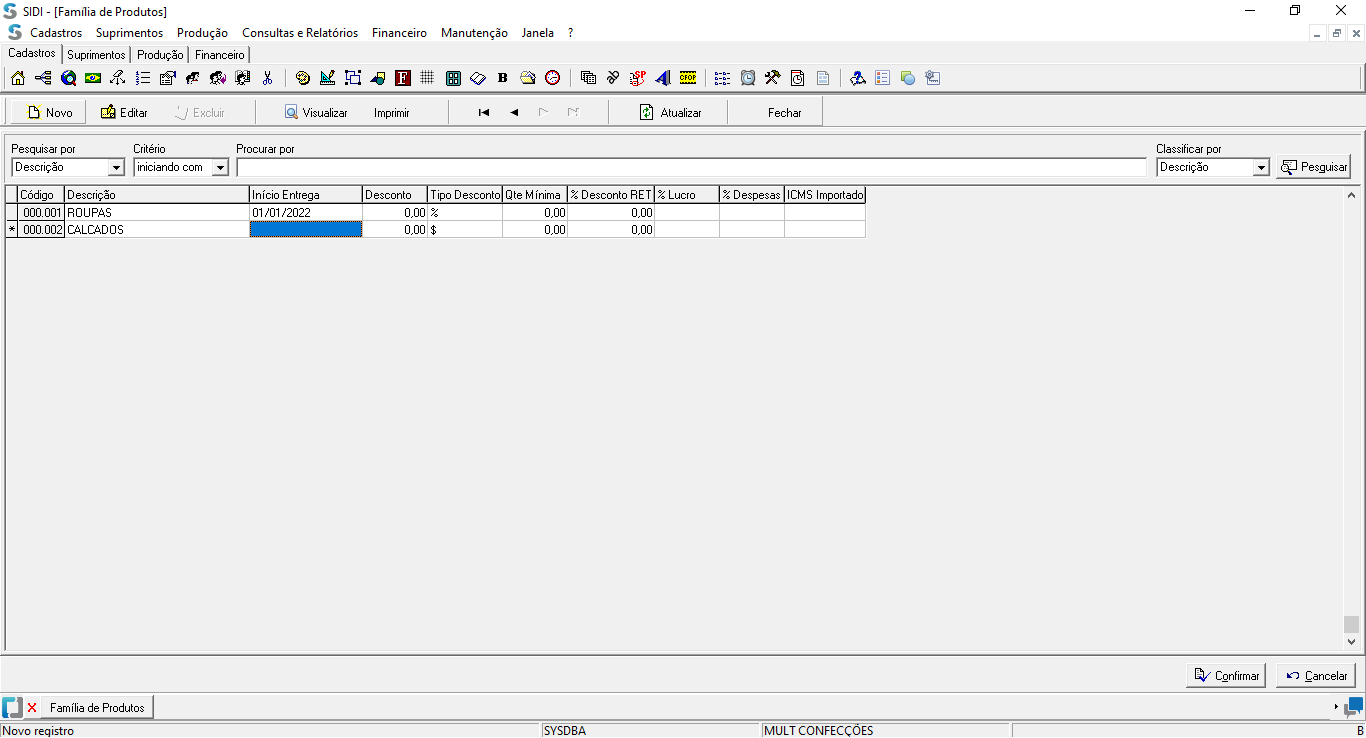 SIDI - [Família de Produtos]
Cadastros Suprimentos Produção Consultas e Relatórios Financeiro Manutenção Janela ?
Cadastros Suprimentos Produção Financeiro
F B SP CFOP
Novo Editar Excluir Visualizar Imprimir Atualizar Fechar
Pesquisar por Critério Procurar por Classificar por
Descrição iniciando com Descrição Pesquisar
Código Descrição Início Entrega Desconto Tipo Desconto Qte Mínima % Desconto RET % Lucro % Despesas ICMS Importado
000.001 ROUPAS 01/01/2022 0,00 % 0,00 0,00
* 000.002 CALCADOS 0,00 $ 0,00 0,00
Confirmar Cancelar
Família de Produtos
Novo registro SYSDBA MULT CONFECÇÕES B